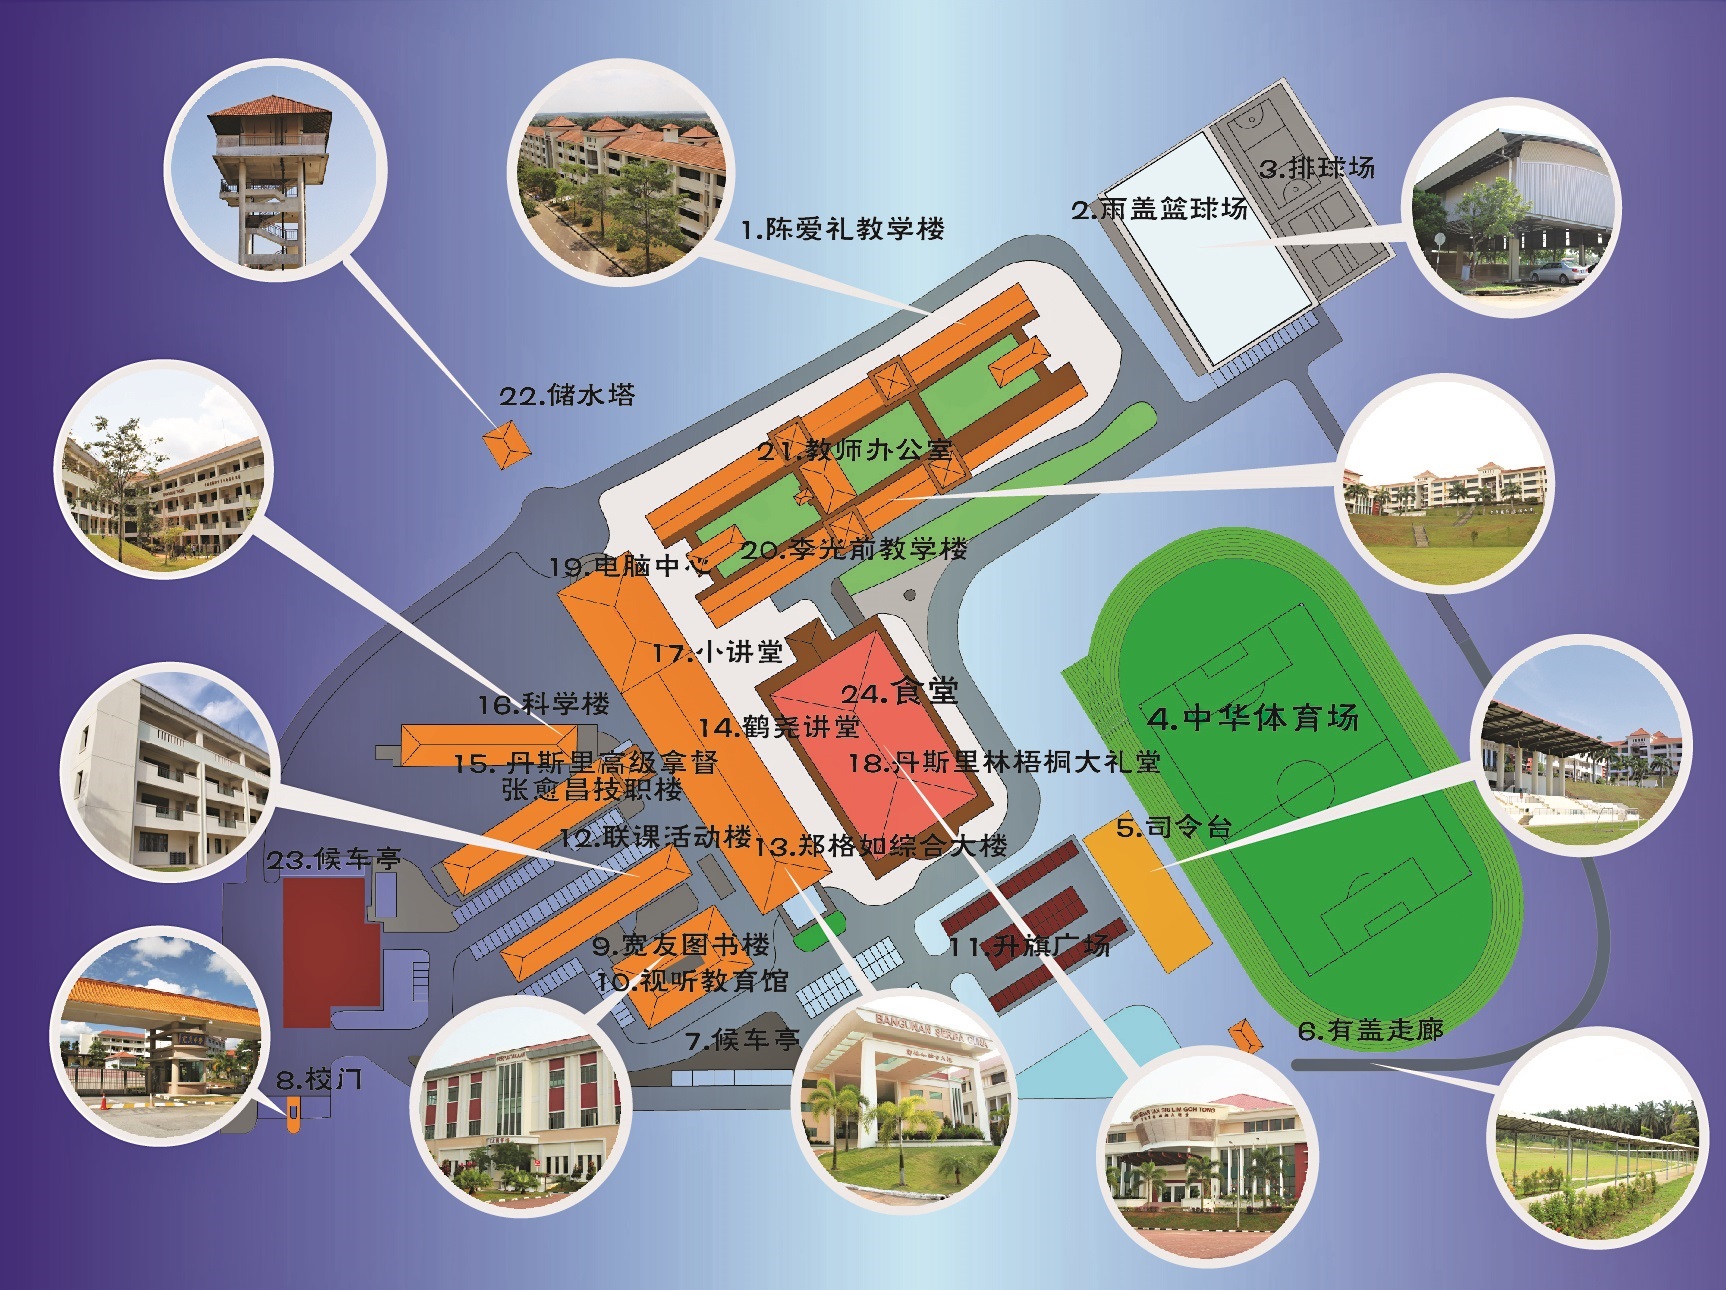 1.陈爱礼教学楼
2.雨盖篮球场
3.排球场
22.储水塔
21.教师办公室
20.李光前教学楼
19.电脑中心
17.小讲堂
24.食堂
16.科学楼
14.鹤尧讲堂
4.中华体育场
15. 丹斯里高级拿督
张愈昌技职楼
18.丹斯里林梧桐大礼堂
12.联课活动楼
13.郑格如综合大楼
5.司令台
23.候车亭
9.宽友图书楼
10.视听教育馆
11.升旗广场
7.候车亭
6.有盖走廊
8.校门
BANGUNAN SERBA GUNA
BANGUNAN TAN SRI LIM GOH TONG